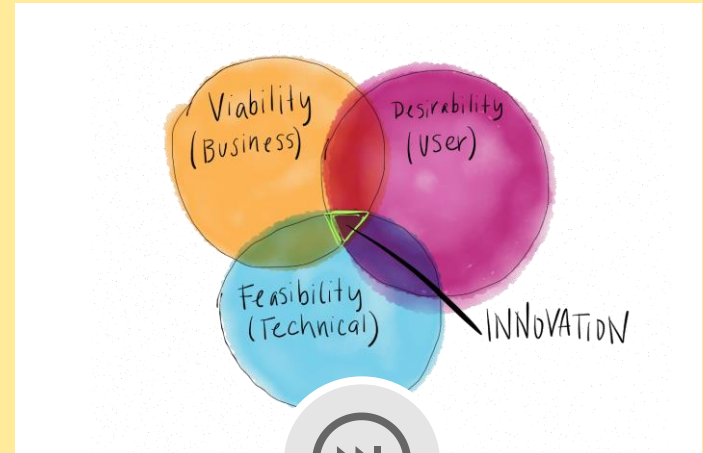 Viability
(Business)
Desirability
(User)
Feasibility
(Technical)
INNOVATION